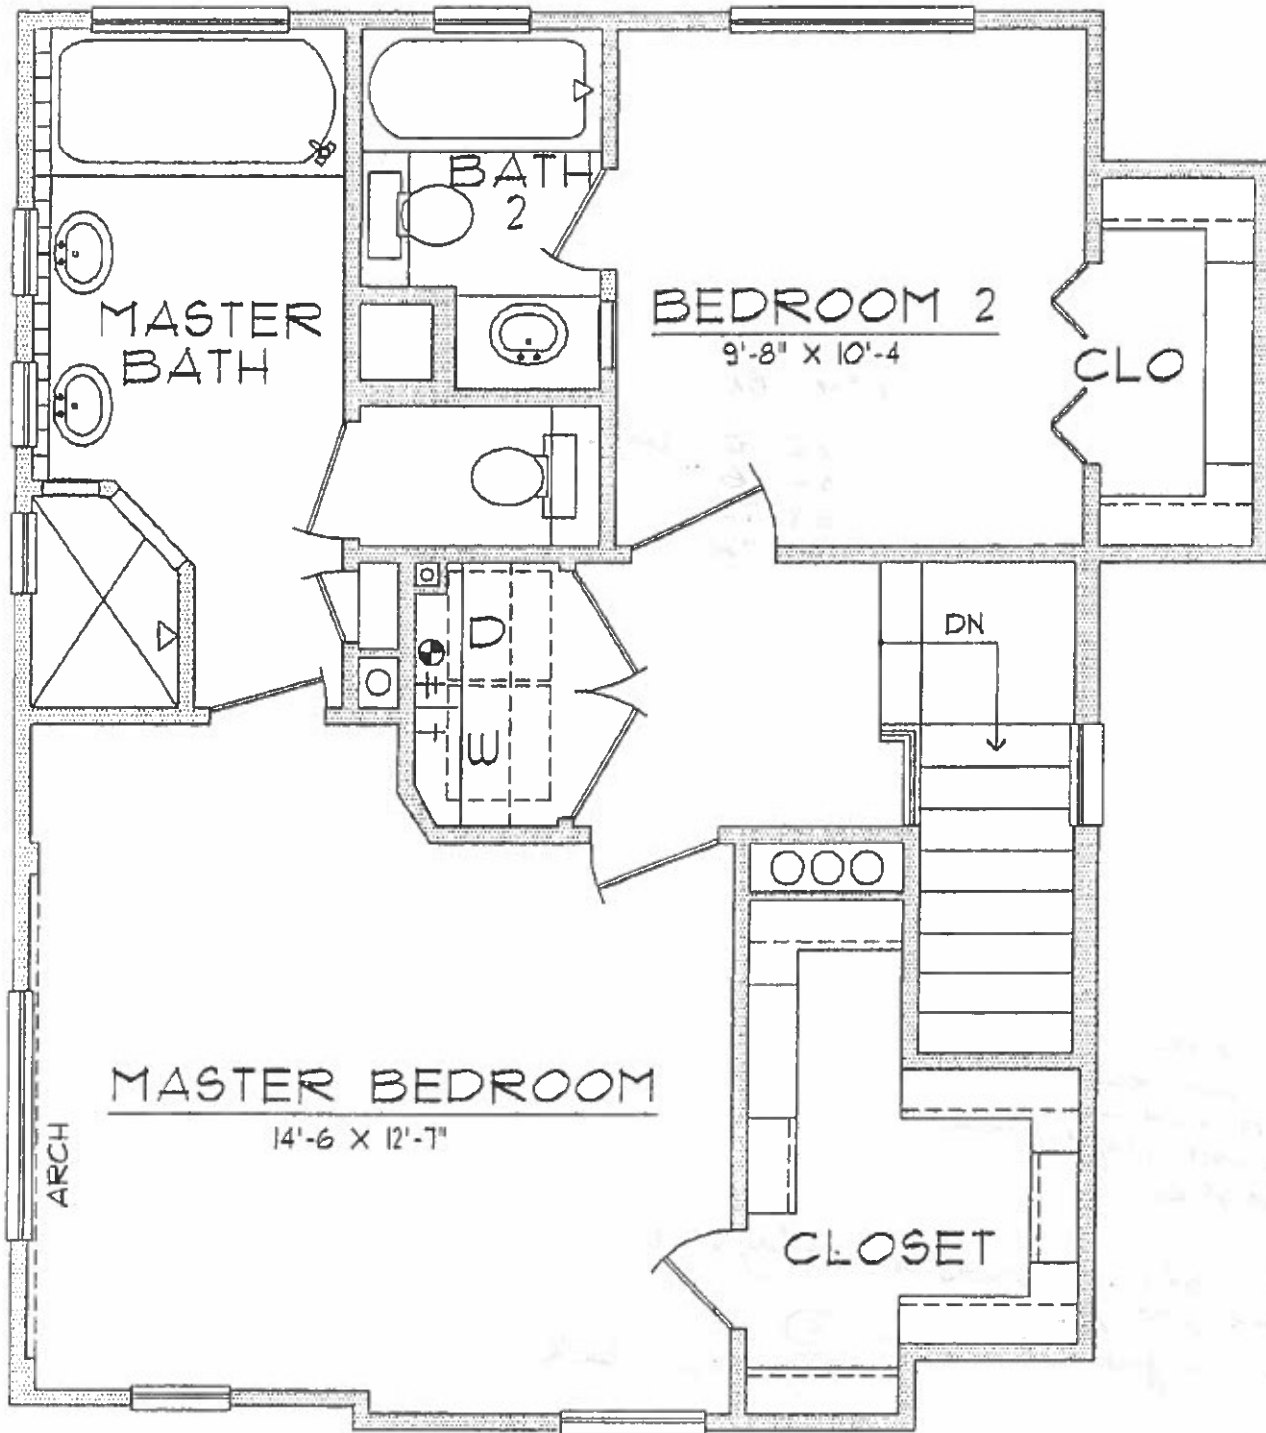 BATH
2
MASTER
BATH
BEDROOM 2
9'-8" X 10'-4
CLO
D
DN
W
MASTER BEDROOM
14'-6 X 12'-7"
ARCH
CLOSET